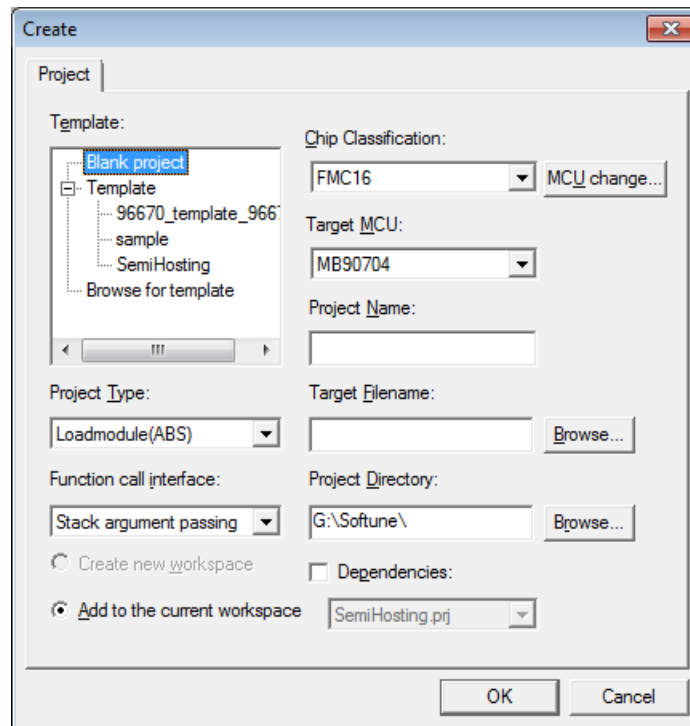 Create
Project
Template:
Blank project
Template
96670_template_966
sample
SemiHosting
Browse for template
Project Type:
Loadmodule(ABS)
Function call interface:
Stack argument passing
Create new workspace
Add to the current workspace
Chip Classification:
FMC16
MCU change...
Target MCU:
MB90704
Project Name:
Target Filename:
Browse...
Project Directory:
G:\Softune\
Browse...
Dependencies:
SemiHosting.prj
OK
Cancel